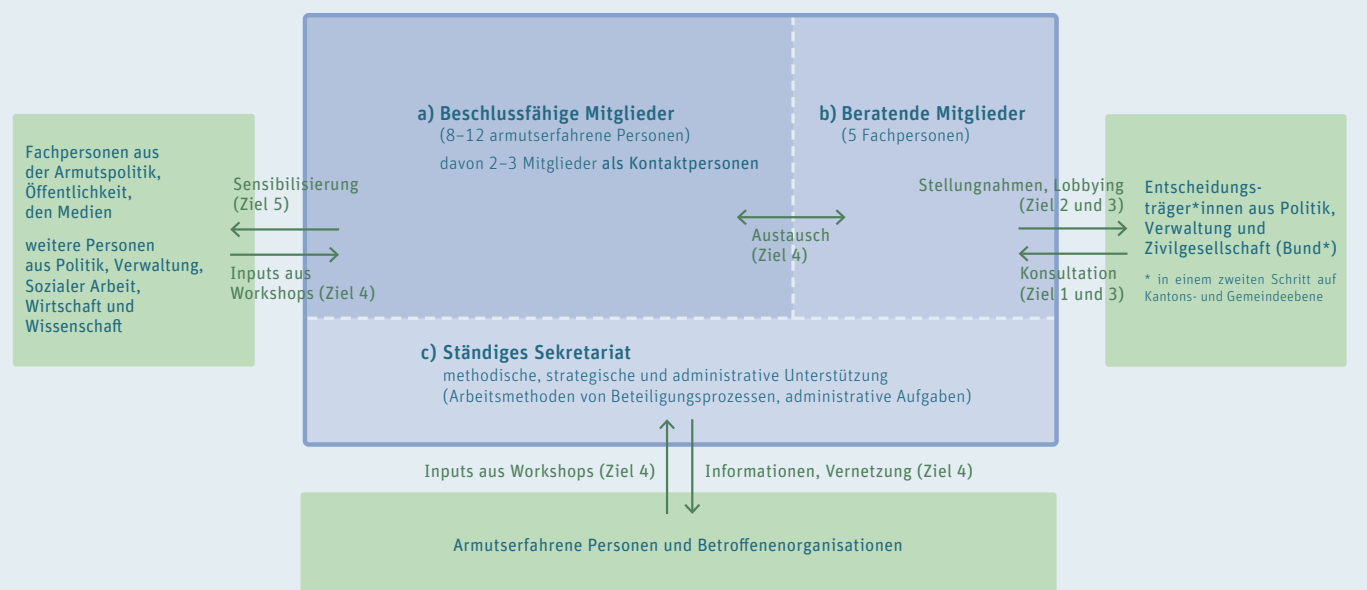 a) Beschlussfähige Mitglieder
(8–12 armutserfahrene Personen)
davon 2–3 Mitglieder als Kontaktpersonen
b) Beratende Mitglieder
(5 Fachpersonen)
Fachpersonen aus
der Armutspolitik,
Öffentlichkeit,
den Medien
weitere Personen
aus Politik, Verwaltung,
Sozialer Arbeit,
Wirtschaft und
Wissenschaft
Sensibilisierung
(Ziel 5)
Inputs aus
Workshops (Ziel 4)
Austausch
(Ziel 4)
Stellungnahmen, Lobbying
(Ziel 2 und 3)
Konsultation
(Ziel 1 und 3)
Entscheidungs-
träger*innen aus Politik,
Verwaltung und
Zivilgesellschaft (Bund*)
* in einem zweiten Schritt auf
Kantons- und Gemeindeebene
c) Ständiges Sekretariat
methodische, strategische und administrative Unterstützung
(Arbeitsmethoden von Beteiligungsprozessen, administrative Aufgaben)
Inputs aus Workshops (Ziel 4)
Informationen, Vernetzung (Ziel 4)
Armutserfahrene Personen und Betroffenenorganisationen